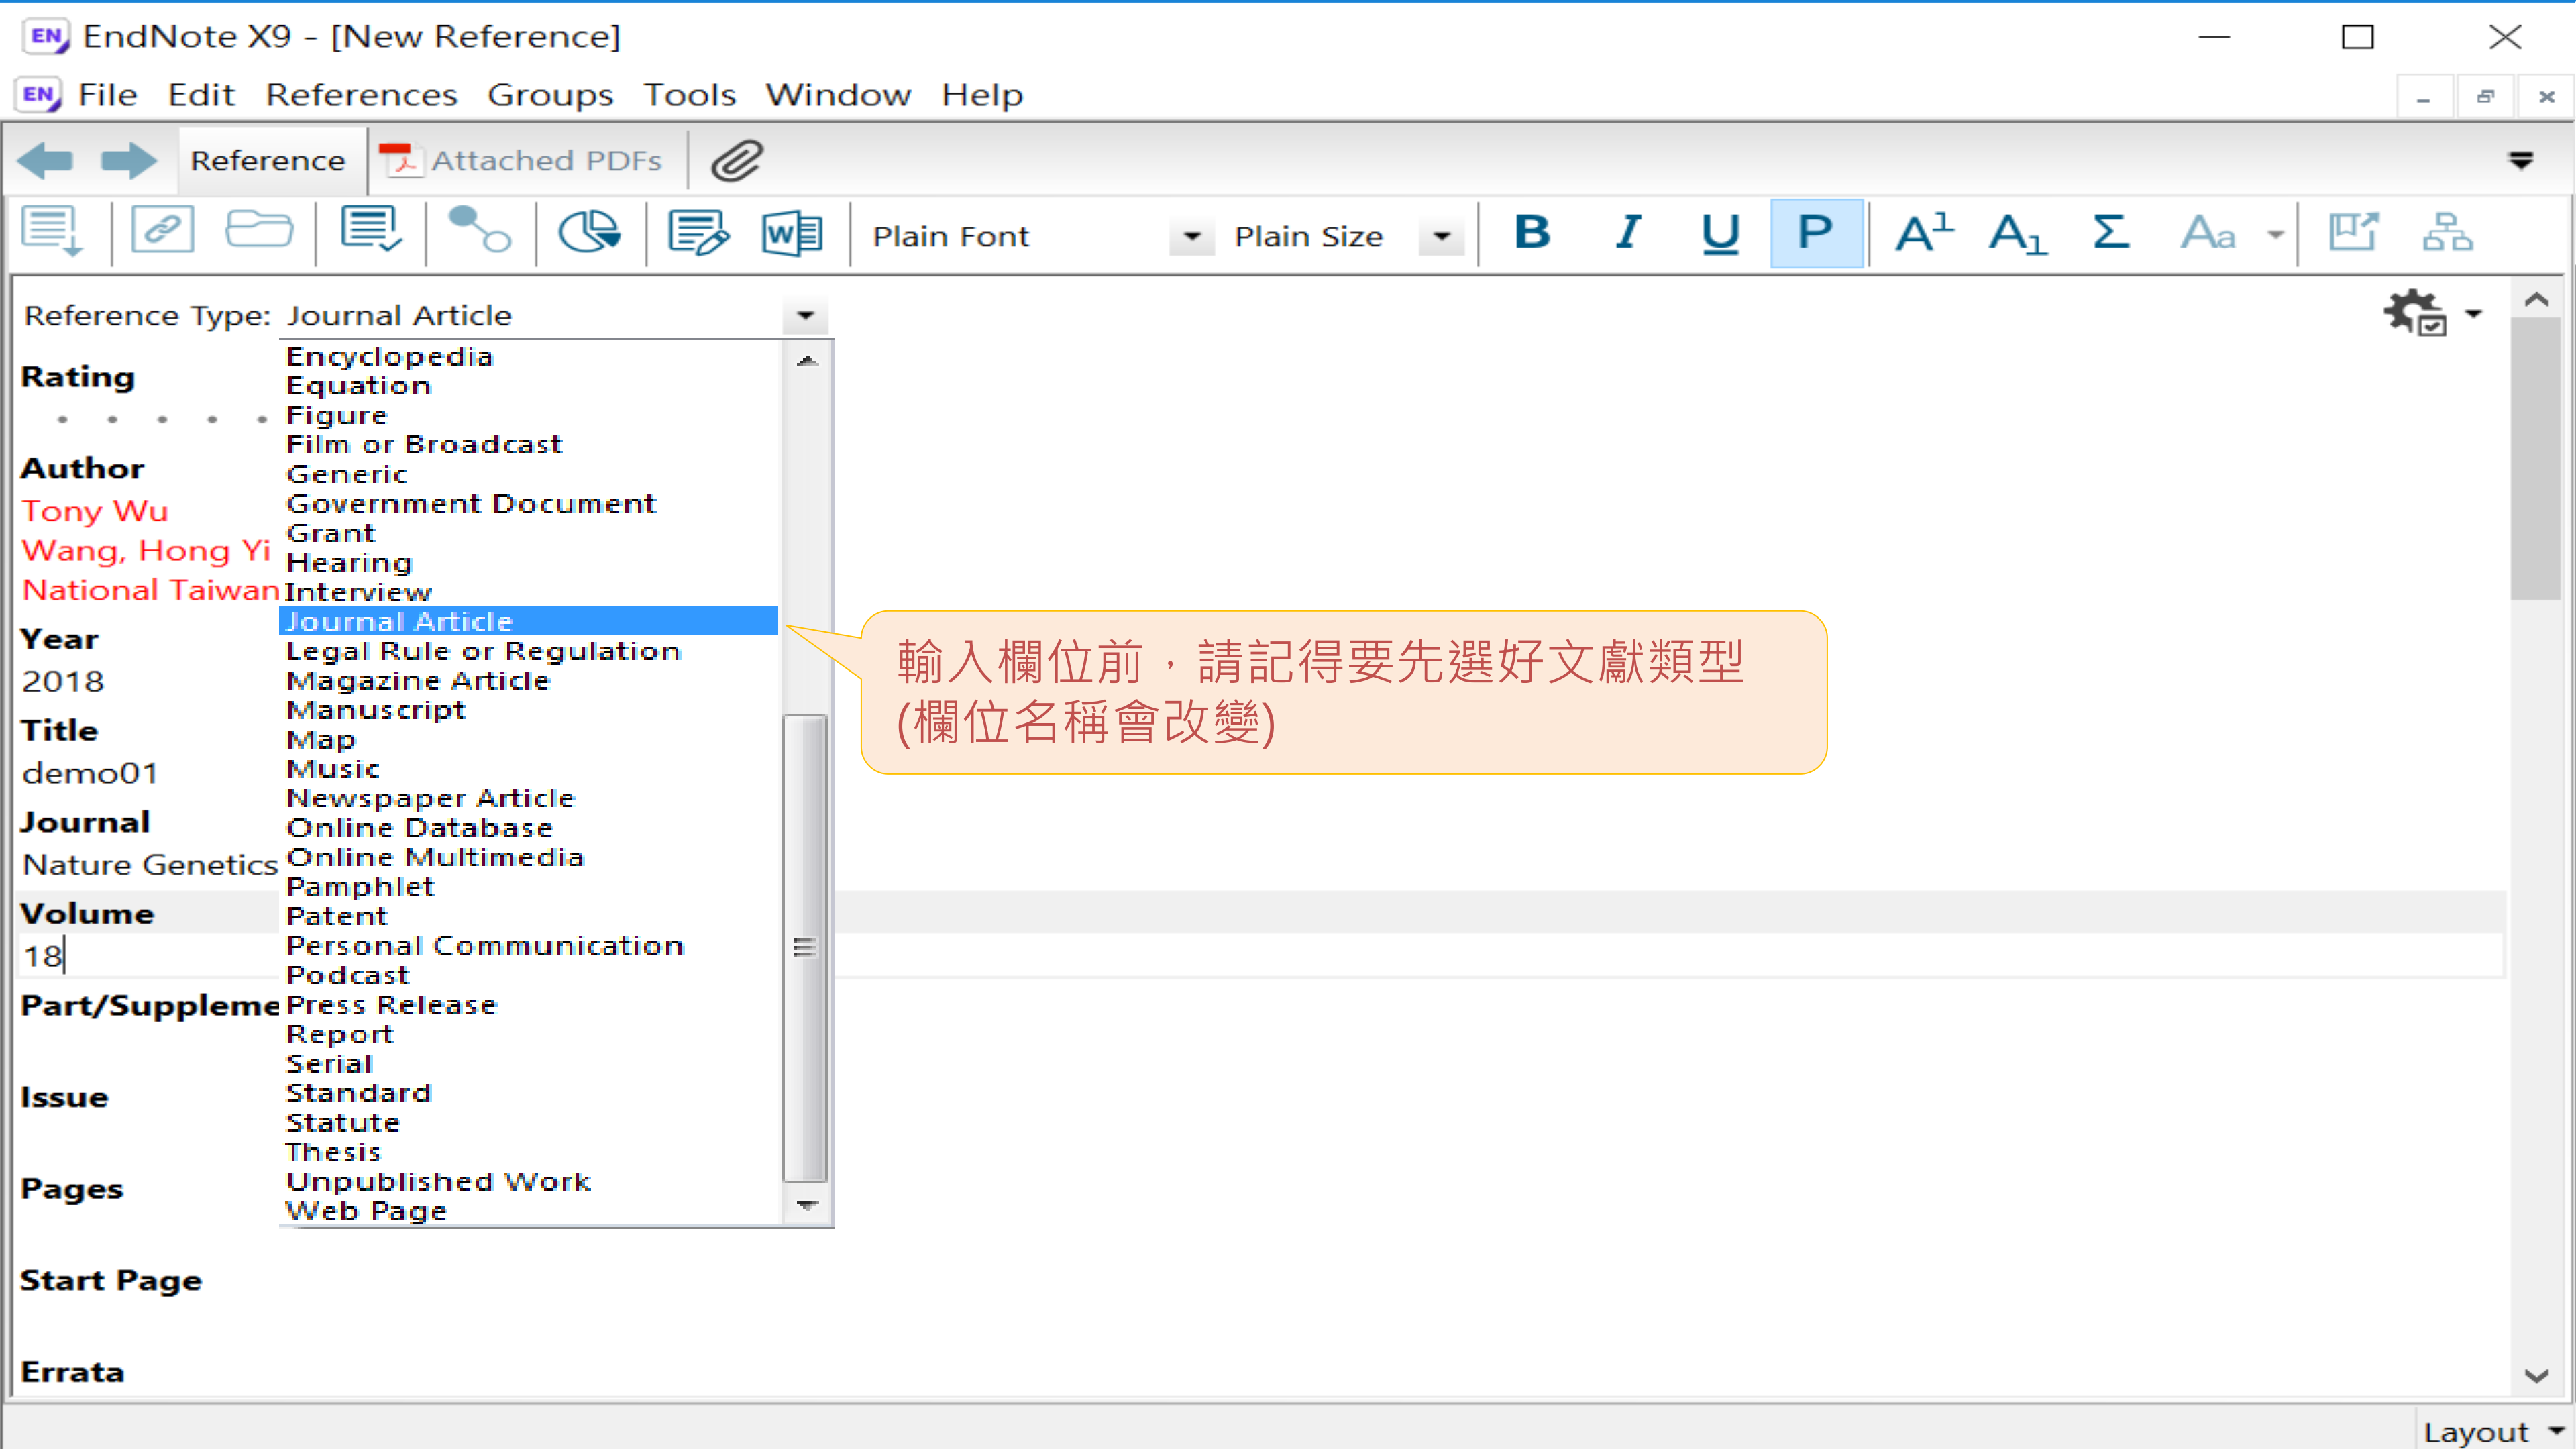 EN EndNote X9 - [New Reference]
EN File Edit References Groups Tools Window Help
Reference Attached PDFs
W Plain Font Plain Size B I U P A1 A1 Σ Aa
Reference Type: Journal Article
Rating
Author
Tony Wu
Wang, Hong Yi
National Taiwan
Year
2018
Title
demo01
Journal
Nature Genetics
Volume
18
Part/Suppleme
Issue
Pages
Start Page
Errata
Encyclopedia
Equation
Figure
Film or Broadcast
Generic
Government Document
Grant
Hearing
Interview
Journal Article
Legal Rule or Regulation
Magazine Article
Manuscript
Map
Music
Newspaper Article
Online Database
Online Multimedia
Pamphlet
Patent
Personal Communication
Podcast
Press Release
Report
Serial
Standard
Statute
Thesis
Unpublished Work
Web Page
輸入欄位前，請記得要先選好文獻類型
(欄位名稱會改變)
Layout